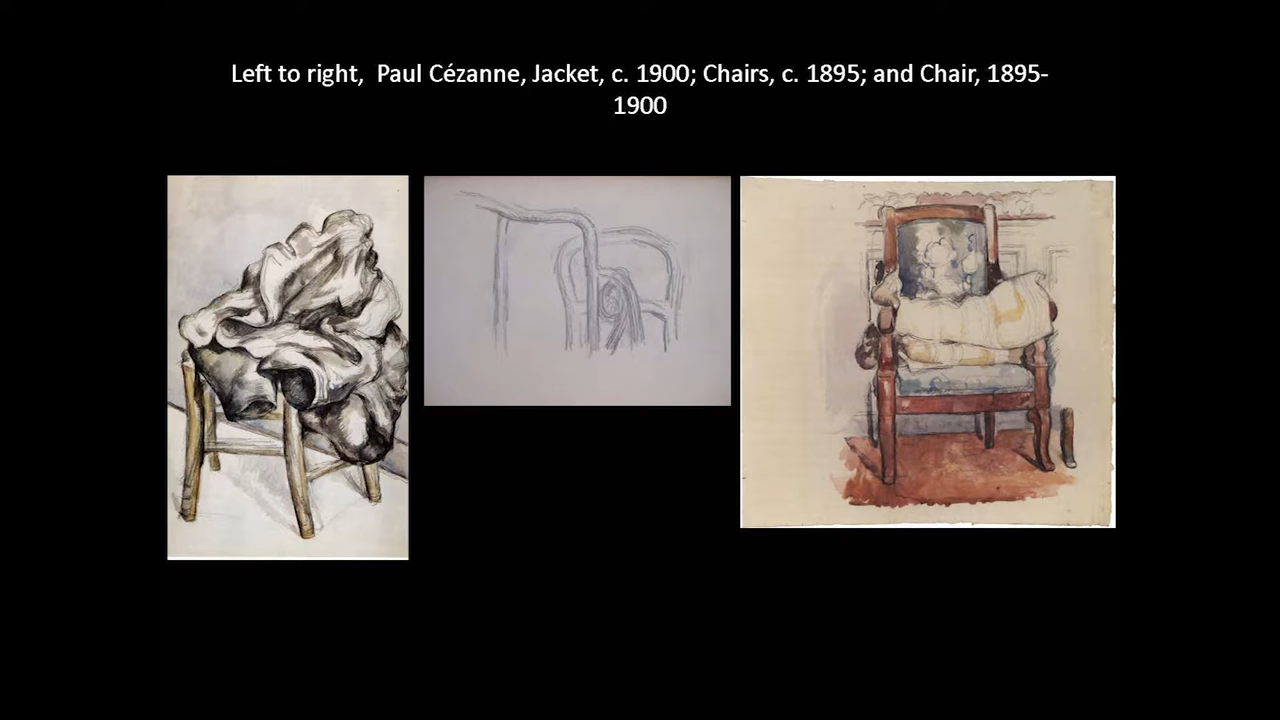 Left to right,  Paul Cézanne, Jacket, c. 1900; Chairs, c. 1895; and Chair, 1895-
1900